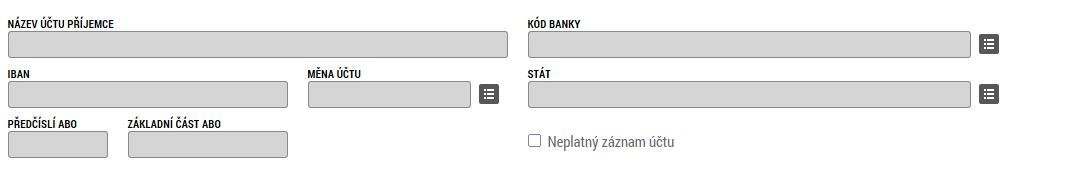 NÁZEV ÚČTU PŘÍJEMCE
KÓD BANKY
IBAN
MĚNA ÚČTU
STÁT
PŘEDČÍSLÍ ABO
ZÁKLADNÍ ČÁST ABO
Neplatný záznam účtu